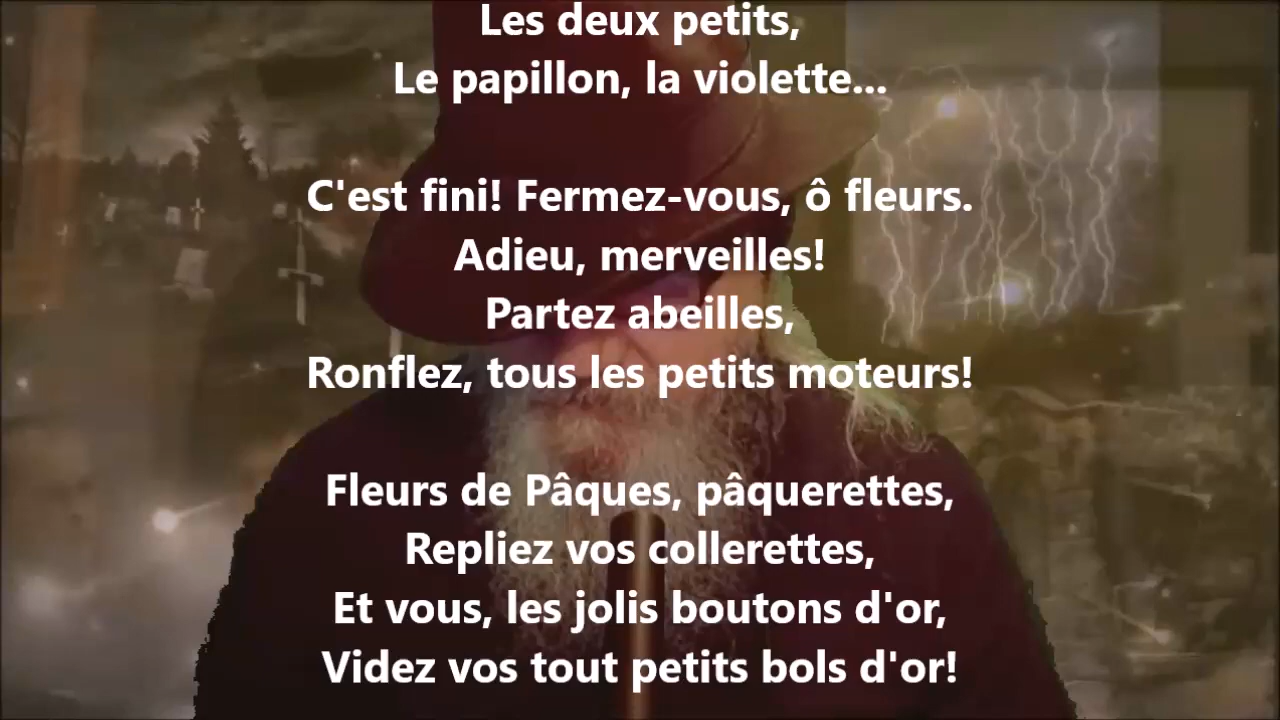 Les deux petits,
Le papillon, la violette...
C'est fini! Fermez-vous, ô fleurs.
Adieu, merveilles!
Partez abeilles,
Ronflez, tous les petits moteurs!
Fleurs de Pâques, pâquerettes,
Repliez vos collerettes,
Et vous, les jolis boutons d'or,
Videz vos tout petits bols d'or!